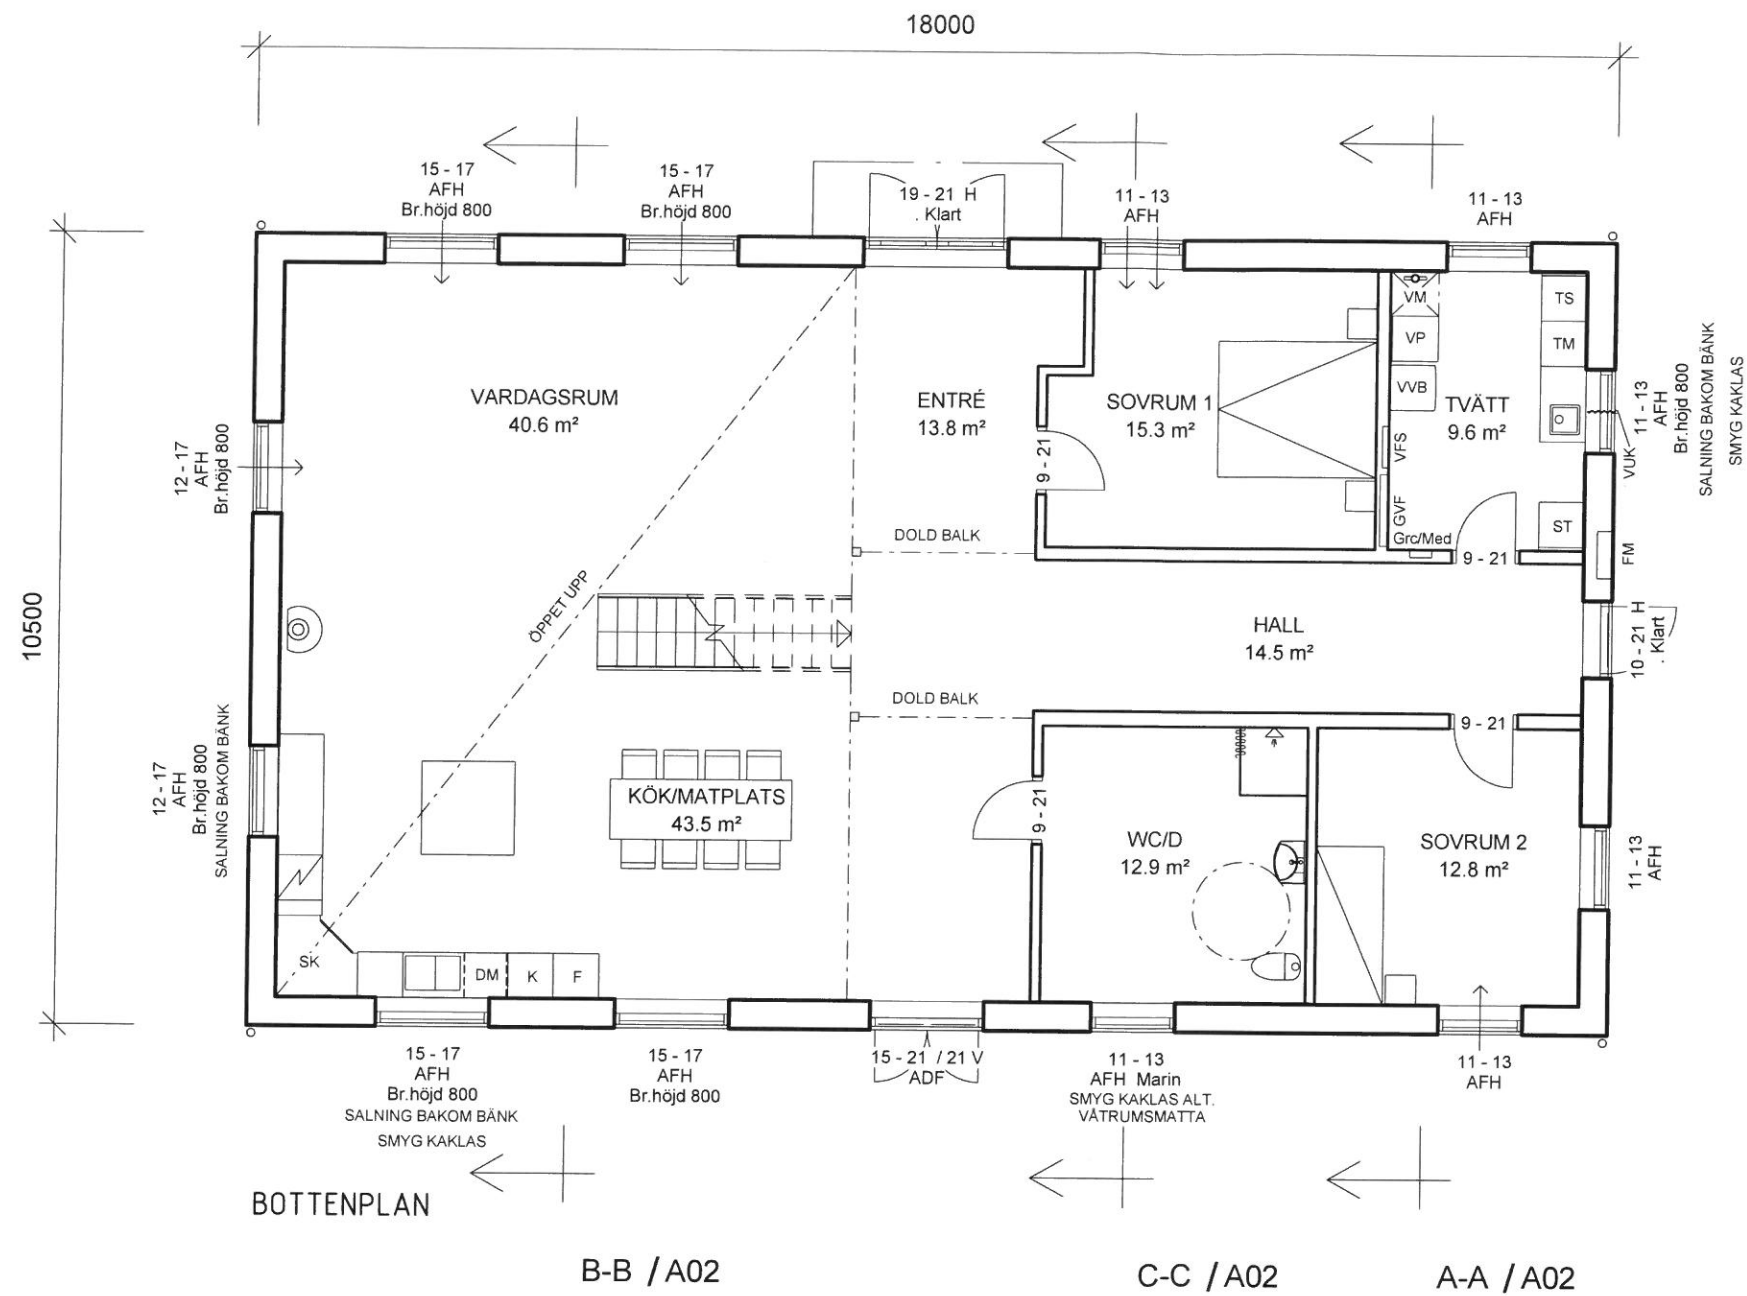 18000
15 - 17
AFH
Br.höjd 800
15 - 17
AFH
Br.höjd 800
19 - 21 H
. Klart
11 - 13
AFH
11 - 13
AFH
10500
12 - 17
AFH
Br.höjd 800
VARDAGSRUM
40.6 m²
ENTRÉ
13.8 m²
9 - 21
SOVRUM 1
15.3 m²
VM
VP
VVB
VFS
GVF
Grc/Med
TVÄTT
9.6 m²
TS
TM
ST
9 - 21
11 - 13
AFH
Br.höjd 800
SALNING BAKOM BÄNK
SMYG KAKLAS
VUK
FM
DOLD BALK
ÖPPET UPP
HALL
14.5 m²
10 - 21 H
. Klart
DOLD BALK
9 - 21
12 - 17
AFH
Br.höjd 800
SALNING BAKOM BÄNK
KÖK/MATPLATS
43.5 m²
9 - 21
WC/D
12.9 m²
SOVRUM 2
12.8 m²
11 - 13
AFH
SK
DM
K
F
15 - 17
AFH
Br.höjd 800
SALNING BAKOM BÄNK
SMYG KAKLAS
15 - 17
AFH
Br.höjd 800
15 - 21 / 21 V
ADF
11 - 13
AFH Marin
SMYG KAKLAS ALT.
VÅTRUMSMATTA
11 - 13
AFH
BOTTENPLAN
B-B / A02
C-C / A02
A-A / A02